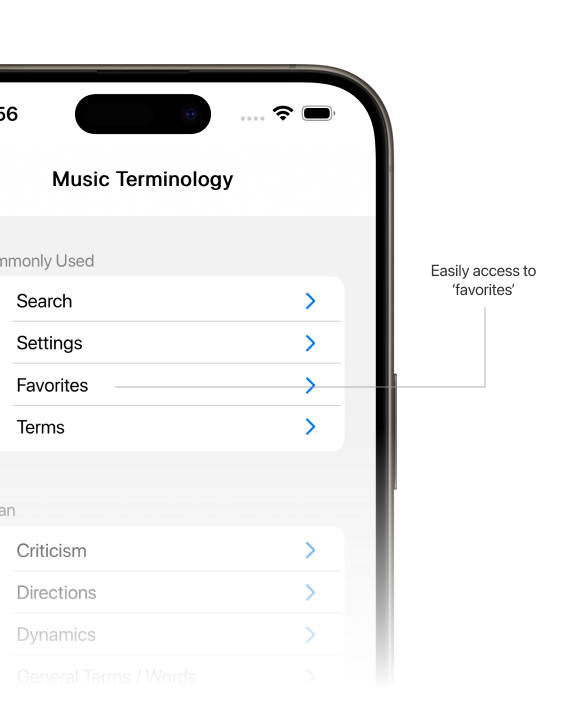 56
Music Terminology
mmonly Used
Search
Settings
Favorites
Terms
Easily access to
‘favorites’
an
Criticism
Directions
Dynamics
General Terms / Words